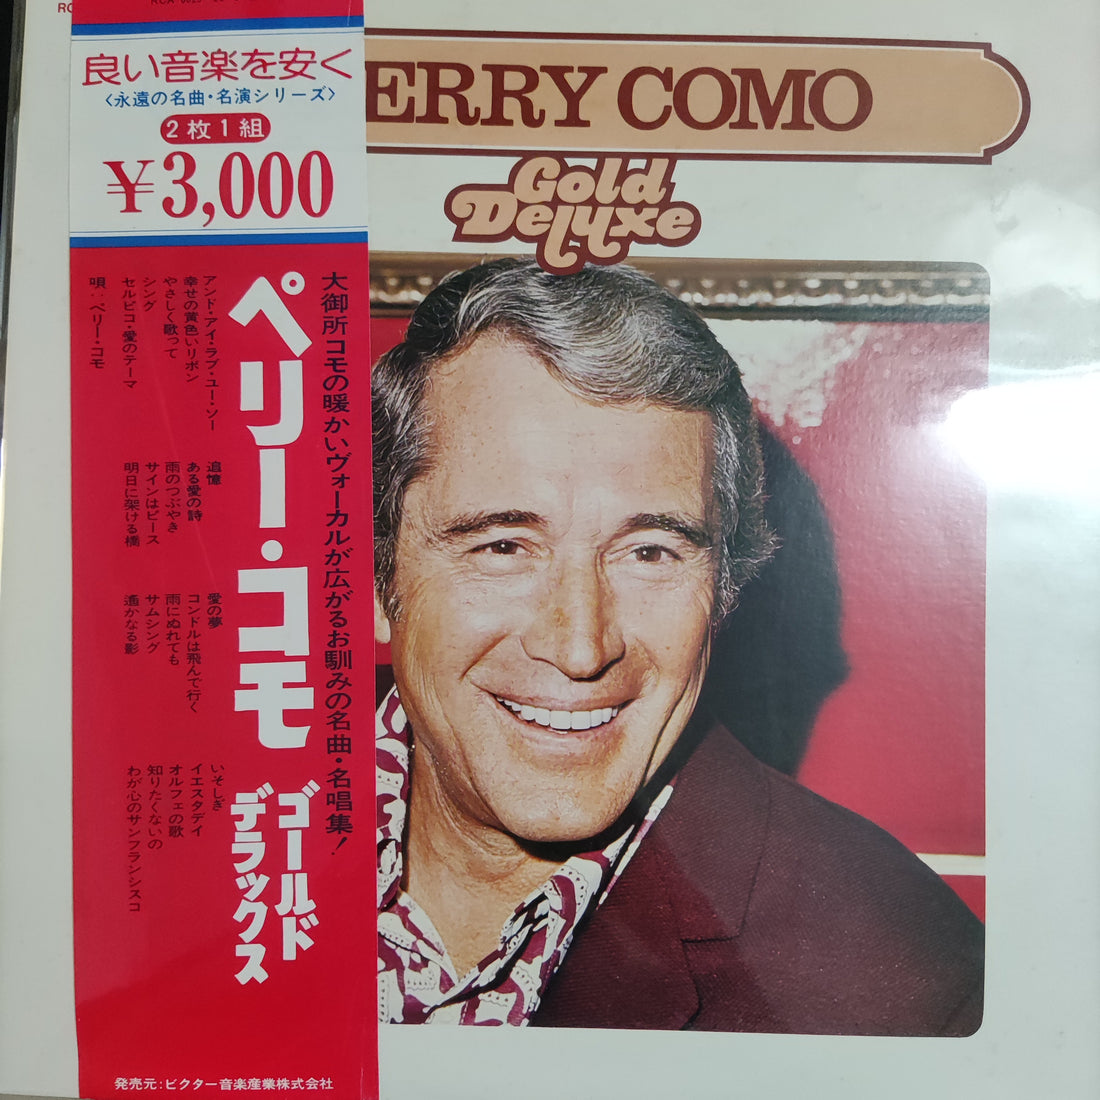 良い音楽を安く
〈永遠の名曲・名演シリーズ〉
2枚1組
¥3,000
ERRY COMO
Gold
Deluxe
大御所コモの暖かいヴォーカルが広がるお馴みの名曲・名唱集!
ペリー・コモ
ゴールド
デラックス
アンド・アイ・ラブ・ユー・ソー
幸せの黄色いリボン
やさしく歌って
シング
セルピコ・愛のテーマ
唄:ペリー・コモ
追憶
ある愛の詩
雨のつぶやき
サインはピース
明日に架ける橋
愛の夢
コンドルは飛んで行く
雨にぬれても
サムシング
遙かなる影
いそしぎ
イエスタデイ
オルフェの歌
知りたくないの
わが心のサンフランシスコ
発売元:ビクター音楽産業株式会社